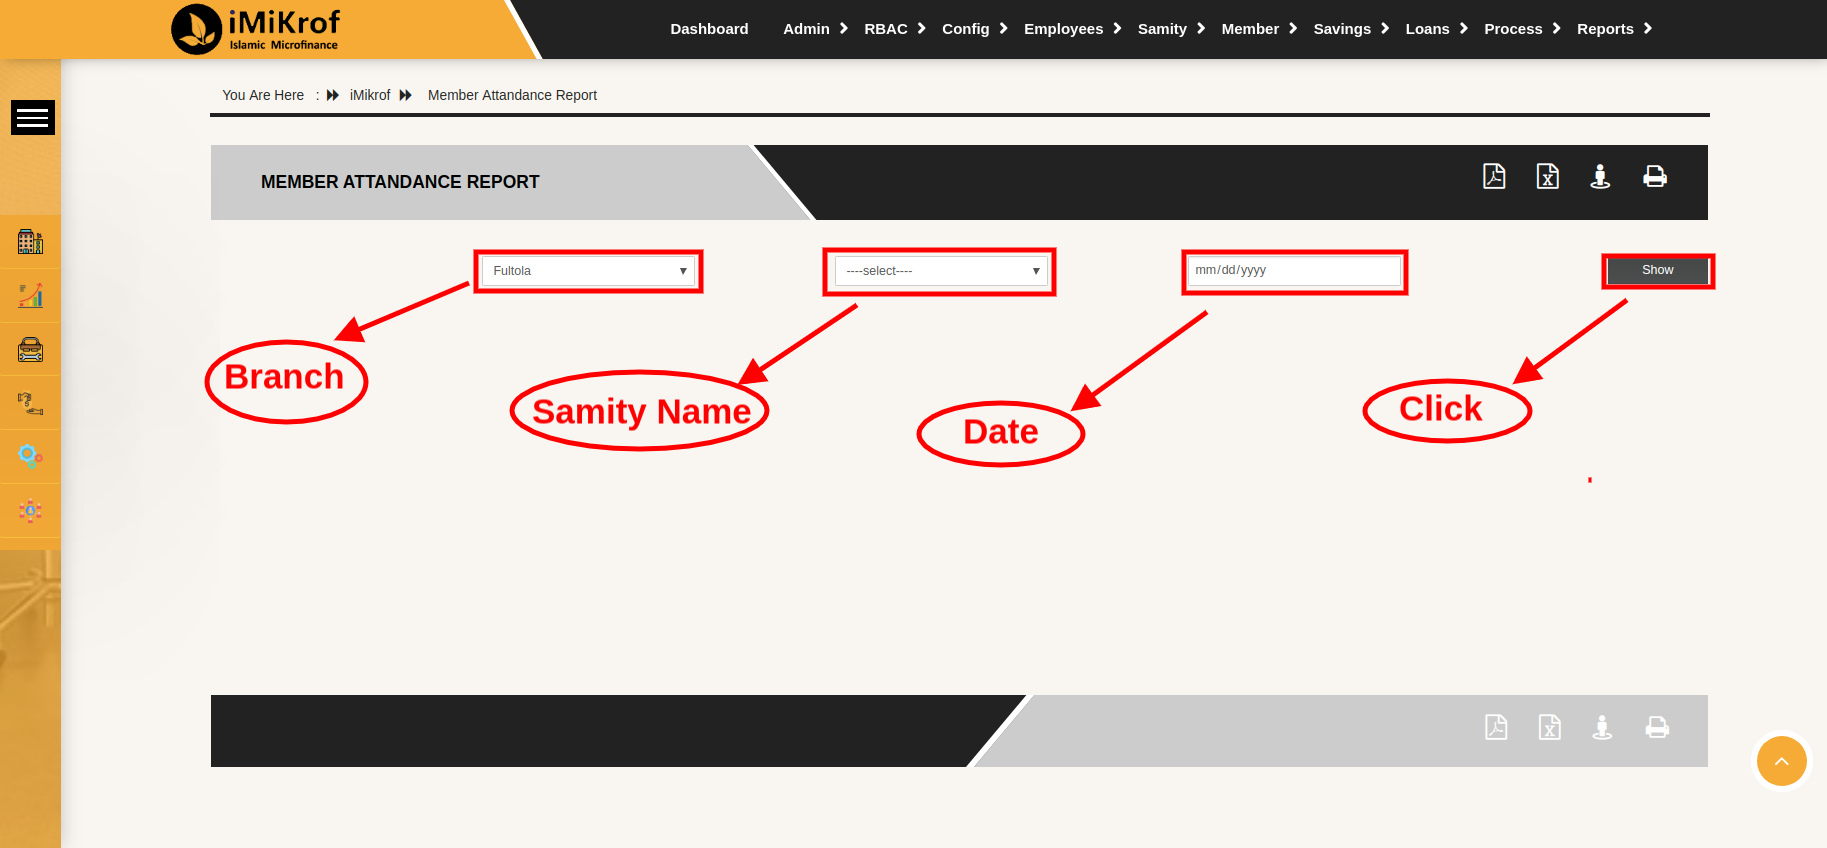 iMiKrof
Islamic Microfinance
Dashboard Admin RBAC Config Employees Samity Member Savings Loans Process Reports
You Are Here : iMikrof Member Attandance Report
MEMBER ATTANDANCE REPORT
Fultola ----select---- mm/dd/yyyy Show
Branch
Samity Name
Date
Click